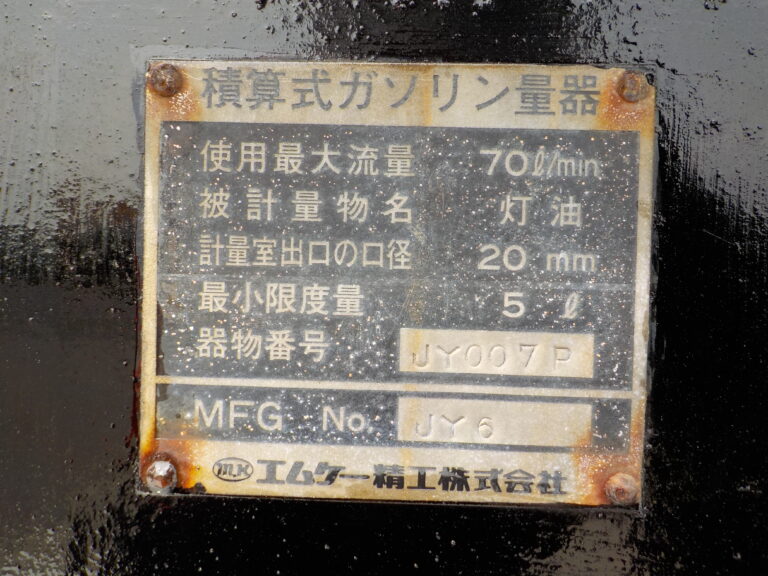 積算式ガソリン量器
使用最大流量 70ℓ/min
被計量物名 灯油
計量室出口の口径 20 mm
最小限度量 5 ℓ
器物番号 JY007P
MFG No. JY6
M.K エムケー精工株式会社